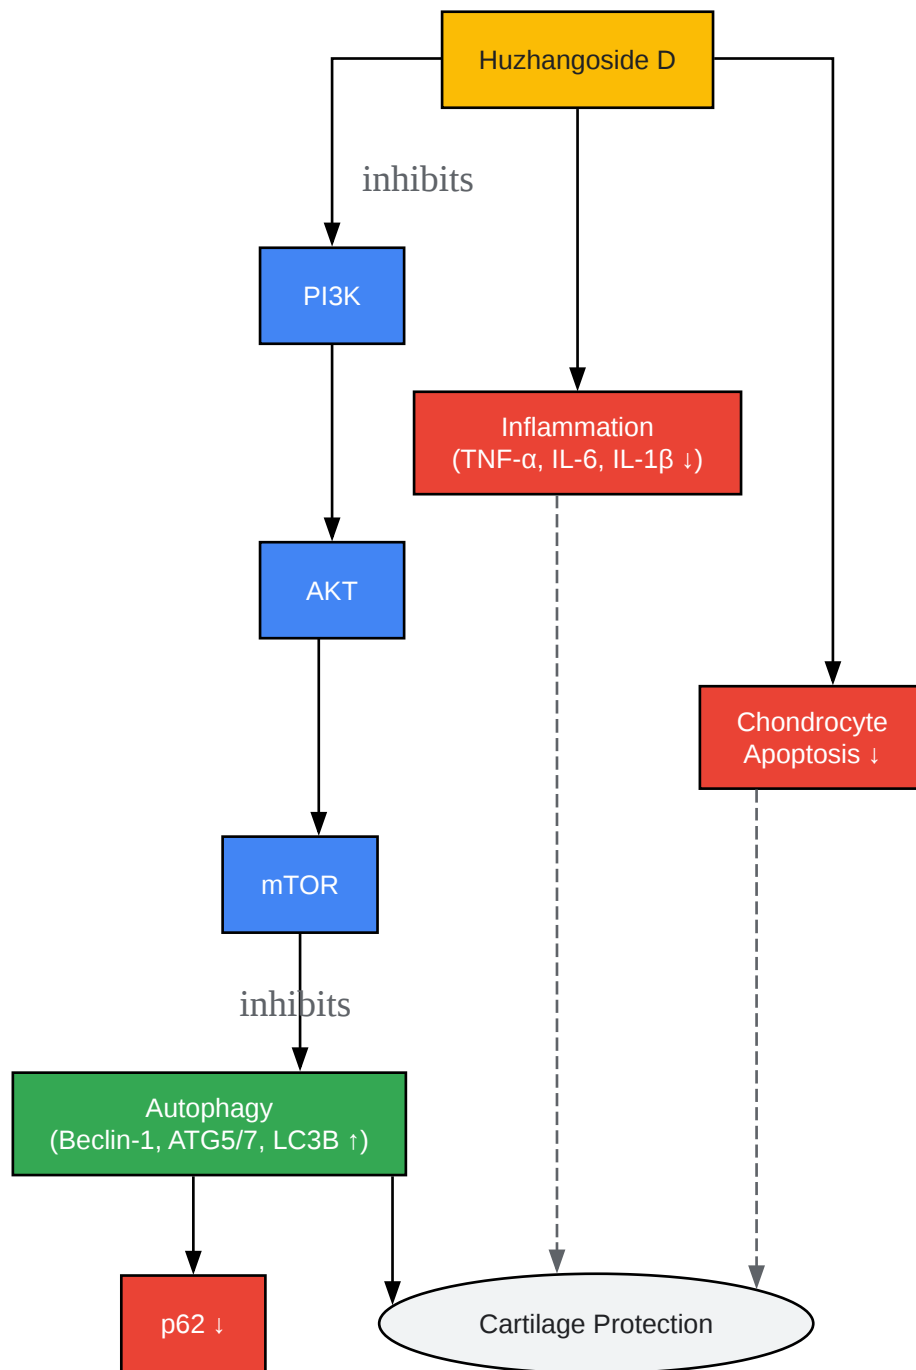 Huzhangoside D
inhibits
PI3K
Inflammation
(TNF-α, IL-6, IL-1β ↓)
AKT
Chondrocyte
Apoptosis ↓
mTOR
inhibits
Autophagy
(Beclin-1, ATG5/7, LC3B ↑)
p62 ↓
Cartilage Protection